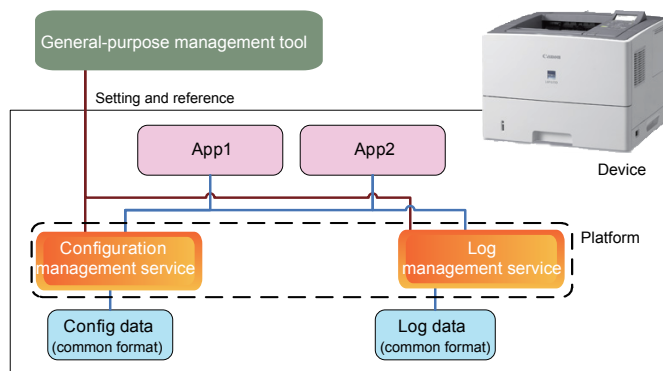 General-purpose management tool
Setting and reference
Canon
App1
App2
Device
Configuration
management service
Log
management service
Platform
Config data
(common format)
Log data
(common format)